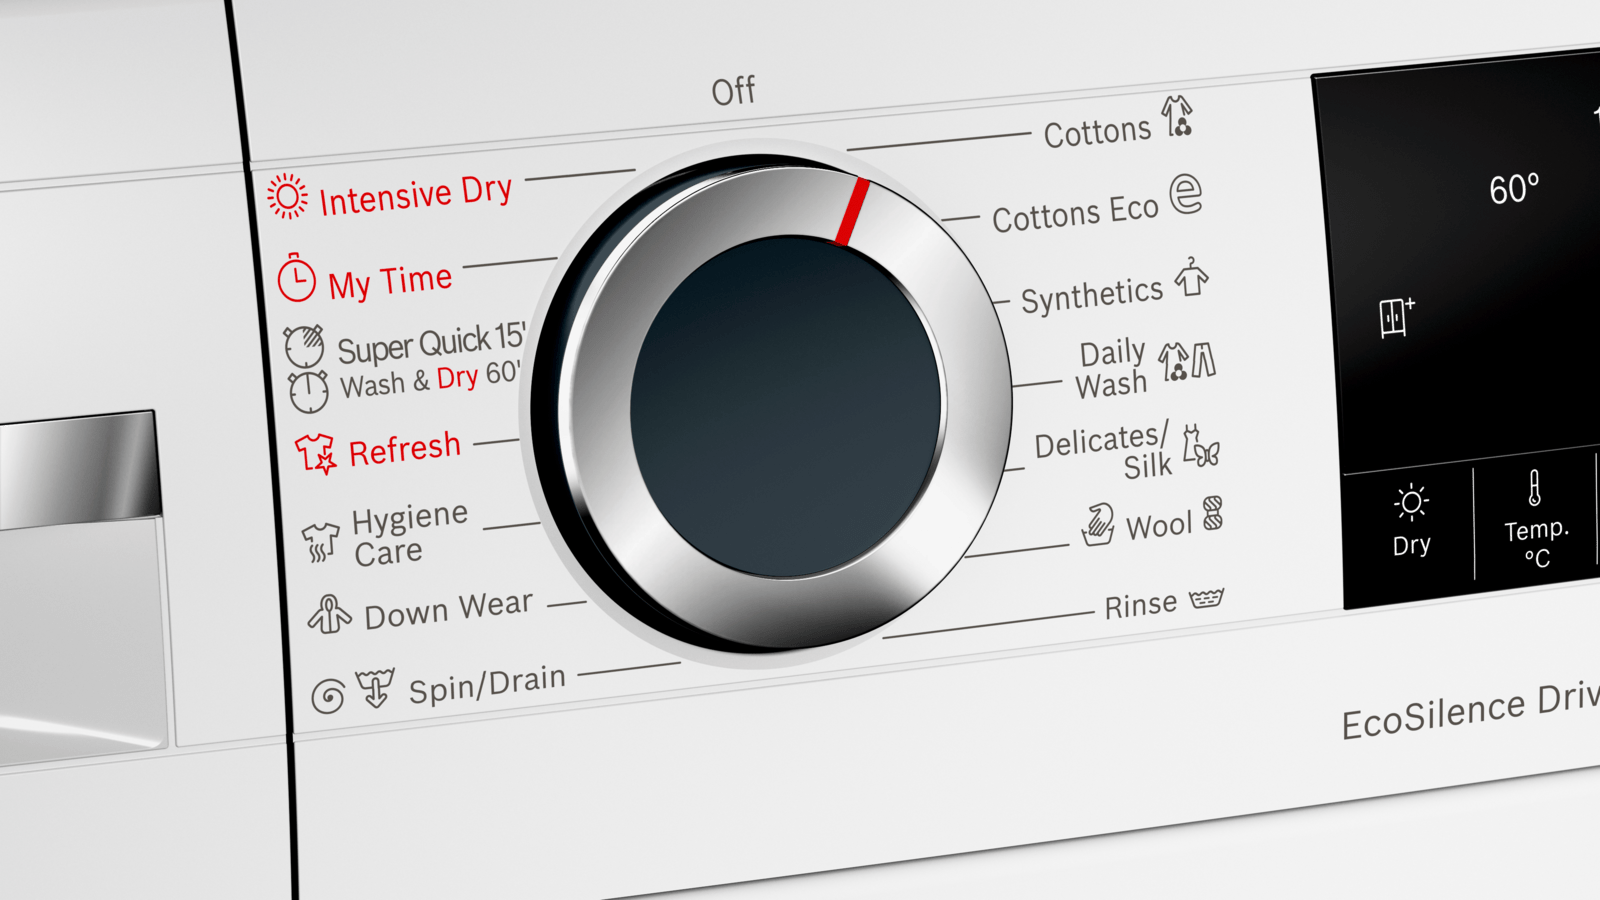 Off
Intensive Dry
My Time
Super Quick 15'
Wash & Dry 60'
Refresh
Hygiene
Care
Down Wear
Spin/Drain
Cottons
Cottons Eco
Synthetics
Daily
Wash
Delicates/
Silk
Wool
Rinse
60°
Dry
Temp.
°C
EcoSilence